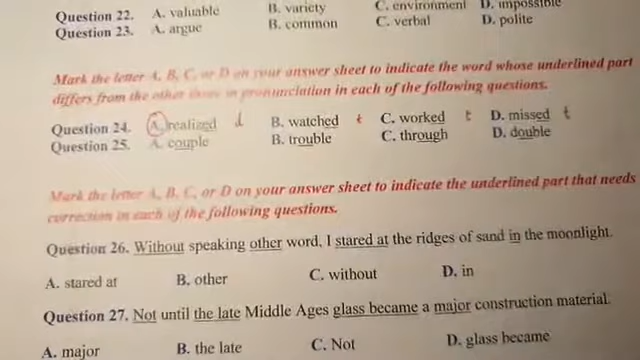 Question 22. A. valuable B. variety C. environment D. impossible
Question 23. A. argue B. common C. verbal D. polite
Mark the letter A, B, C, or D on your answer sheet to indicate the word whose underlined part
differs from the other three in pronunciation in each of the following questions.
Question 24. A. realized d B. watched t C. worked t D. missed t
Question 25. A. couple B. trouble C. through D. double
Mark the letter A, B, C, or D on your answer sheet to indicate the underlined part that needs
correction in each of the following questions.
Question 26. Without speaking other word, I stared at the ridges of sand in the moonlight.
A. stared at B. other C. without D. in
Question 27. Not until the late Middle Ages glass became a major construction material.
A. major B. the late C. Not D. glass became